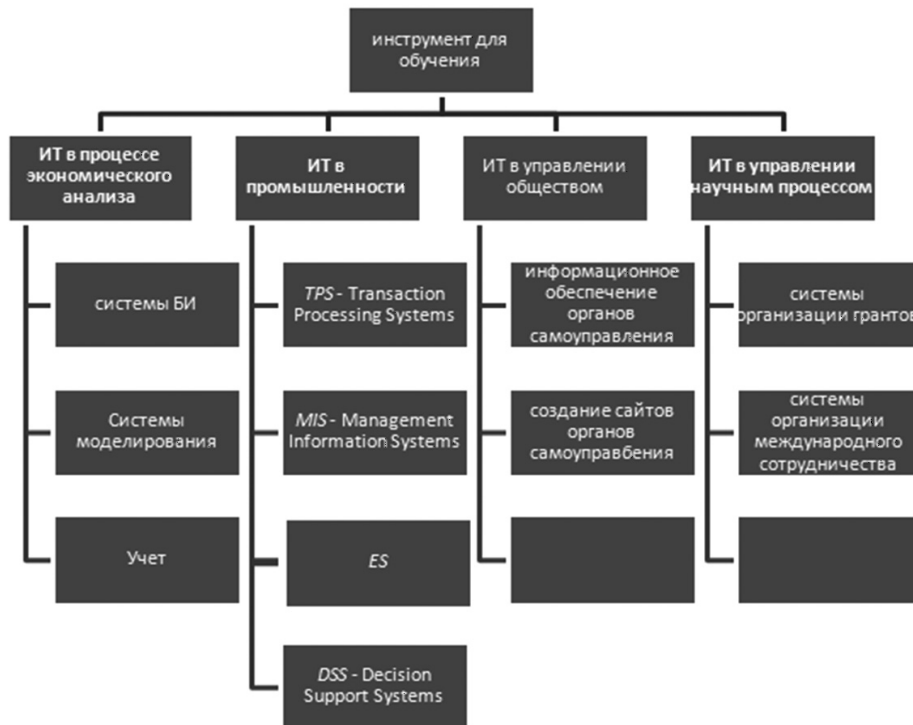 инструмент для
обучения
ИТ в процессе
экономического
анализа
системы БИ
Системы
моделирования
Учет
ИТ в
промышленности
TPS - Transaction
Processing Systems
MIS - Management
Information Systems
ES
DSS - Decision
Support Systems
ИТ в управлении
обществом
информационное
обеспечение
органов
самоуправления
создание сайтов
органов
самоуправбения
ИТ в управлении
научным процессом
системы
организации грантов
системы
организации
международного
сотрудничества